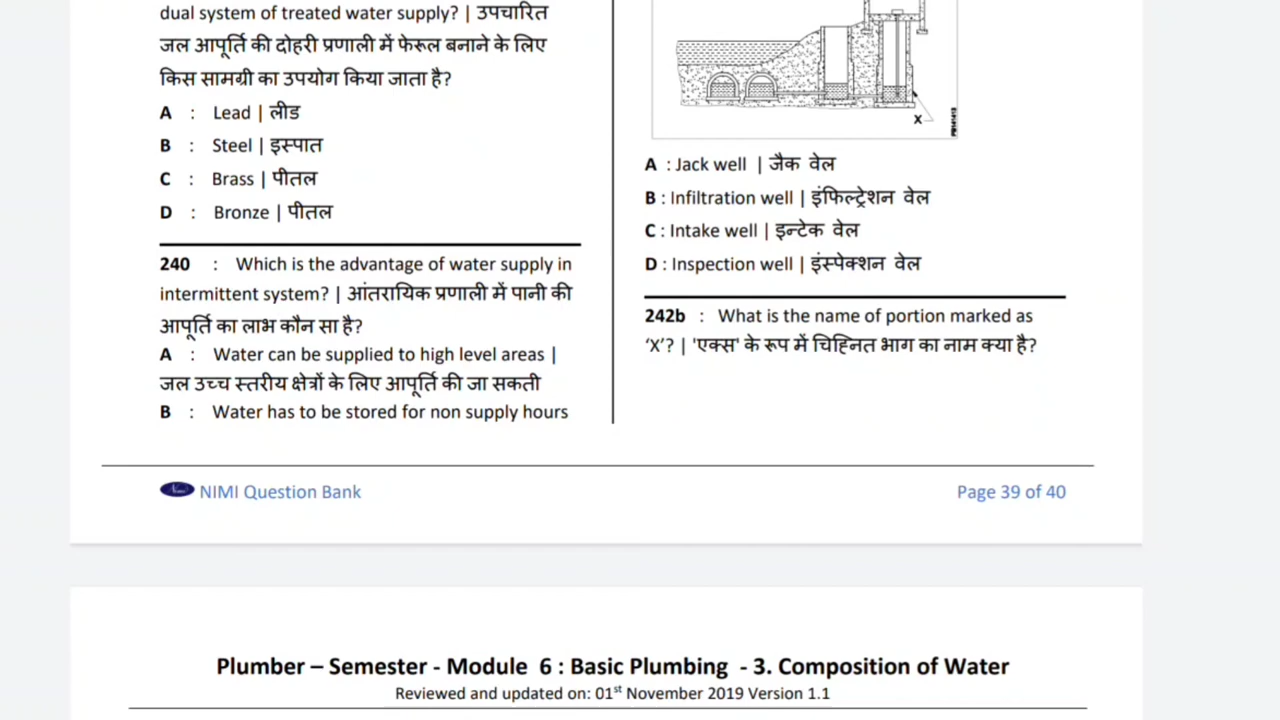 dual system of treated water supply? | उपचारित
जल आपूर्ति की दोहरी प्रणाली में फेरूल बनाने के लिए
किस सामग्री का उपयोग किया जाता है?
A : Lead | लीड
B : Steel | इस्पात
C : Brass | पीतल
D : Bronze | पीतल
240 : Which is the advantage of water supply in
intermittent system? | आंतरायिक प्रणाली में पानी की
आपूर्ति का लाभ कौन सा है?
A : Water can be supplied to high level areas |
जल उच्च स्तरीय क्षेत्रों के लिए आपूर्ति की जा सकती
B : Water has to be stored for non supply hours
X
A : Jack well | जैक वेल
B : Infiltration well | इंफिल्ट्रेशन वेल
C : Intake well | इन्टेक वेल
D : Inspection well | इंस्पेक्शन वेल
242b : What is the name of portion marked as
‘X’? | 'एक्स' के रूप में चिह्नित भाग का नाम क्या है?
NIMI Question Bank
Page 39 of 40
Plumber – Semester - Module 6 : Basic Plumbing - 3. Composition of Water
Reviewed and updated on: 01st November 2019 Version 1.1